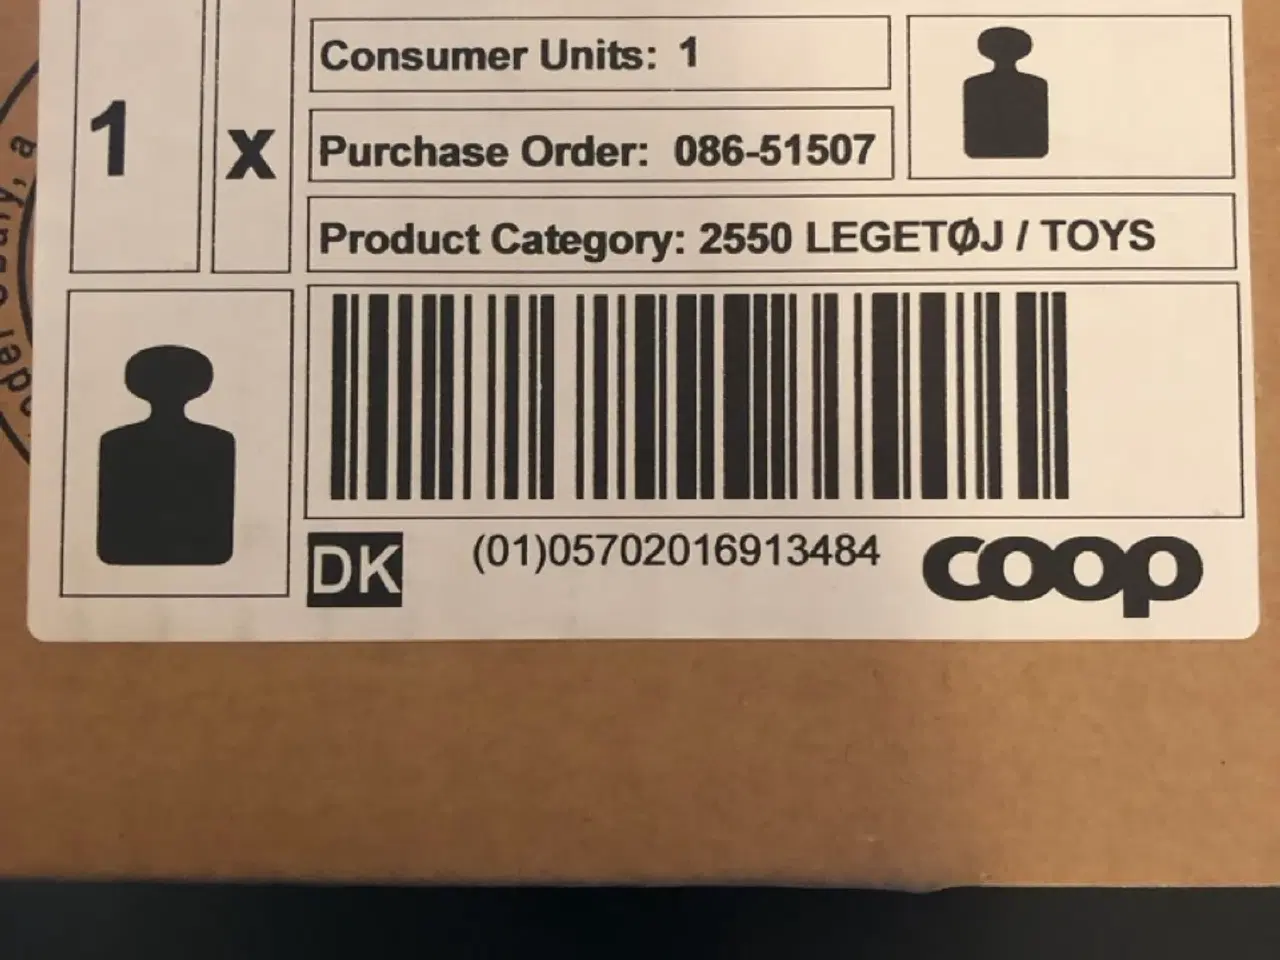 Consumer Units: 1
1 x
Purchase Order: 086-51507
Product Category: 2550 LEGETØJ / TOYS
DK (01)05702016913484 coop